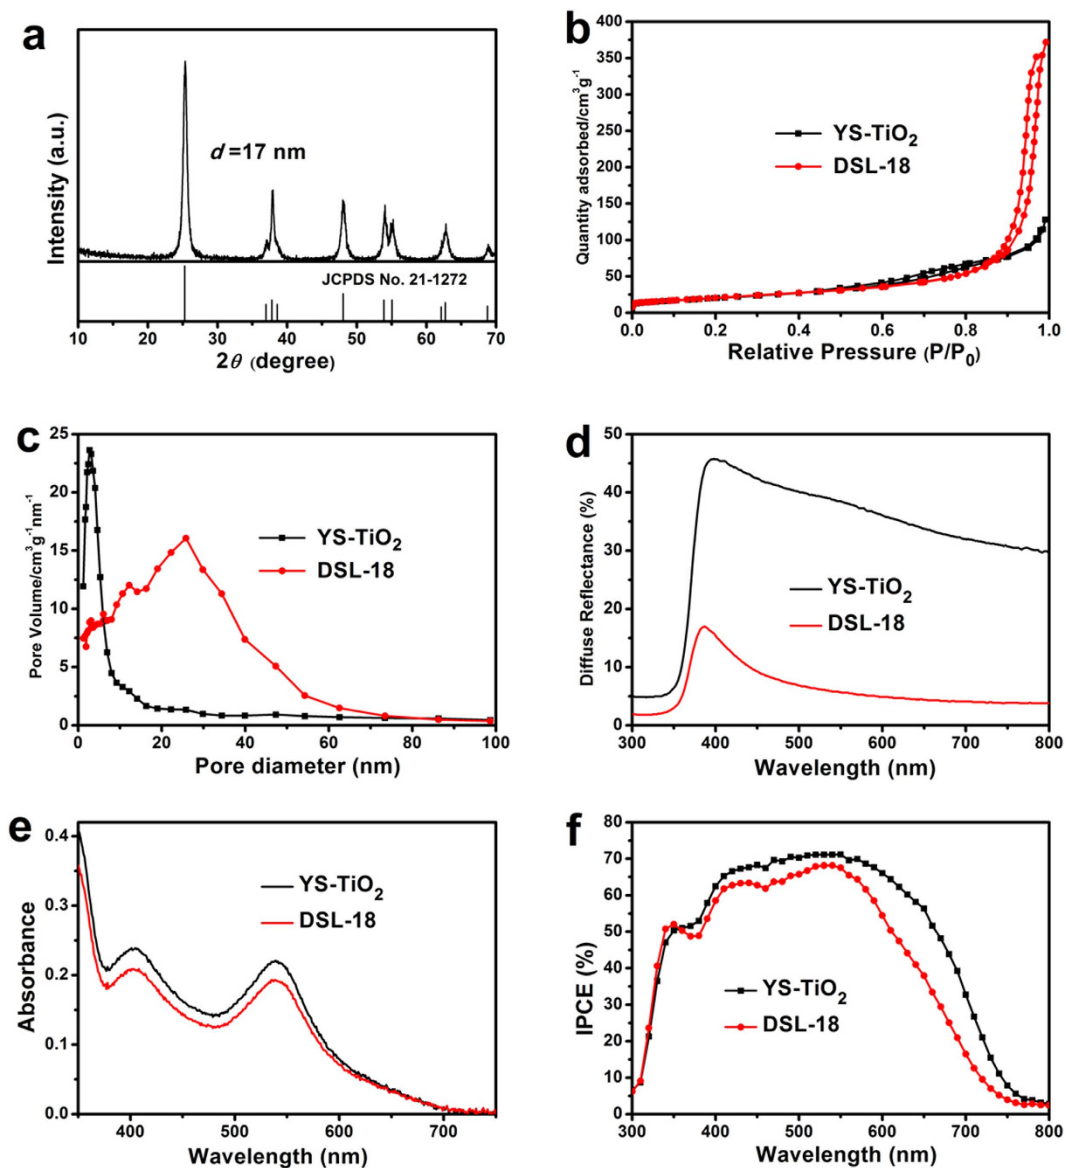 a
Intensity (a.u.)
d =17 nm
JCPDS No. 21-1272
10 20 30 40 50 60 70
2θ (degree)
b
Quantity adsorbed/cm³g⁻¹
400
350
300
250
200
150
100
50
0
YS-TiO₂
DSL-18
0.0 0.2 0.4 0.6 0.8 1.0
Relative Pressure (P/P₀)
c
Pore Volume/cm³g⁻¹nm⁻¹
25
20
15
10
5
0
YS-TiO₂
DSL-18
0 20 40 60 80 100
Pore diameter (nm)
d
Diffuse Reflectance (%)
50
40
30
20
10
0
YS-TiO₂
DSL-18
300 400 500 600 700 800
Wavelength (nm)
e
Absorbance
0.4
0.3
0.2
0.1
0.0
YS-TiO₂
DSL-18
400 500 600 700
Wavelength (nm)
f
IPCE (%)
80
70
60
50
40
30
20
10
0
YS-TiO₂
DSL-18
300 400 500 600 700 800
Wavelength (nm)